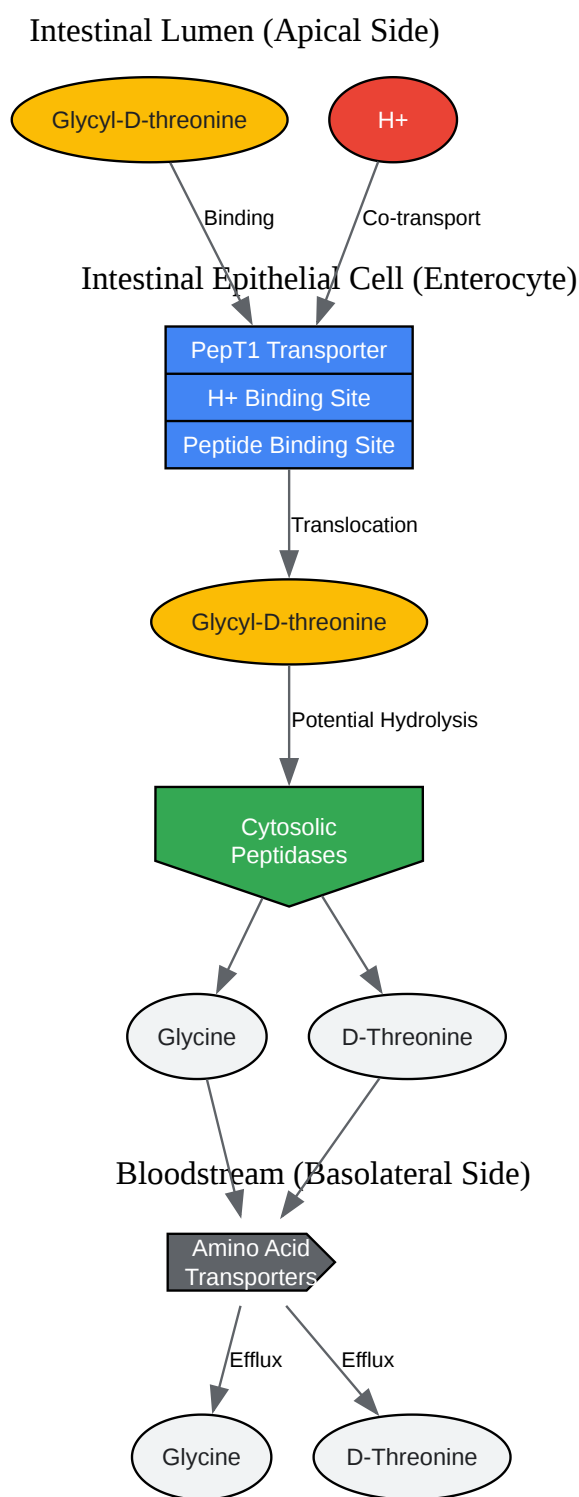 Intestinal Lumen (Apical Side)
Glycyl-D-threonine
H+
Binding
Co-transport
Intestinal Epithelial Cell (Enterocyte)
PepT1 Transporter
H+ Binding Site
Peptide Binding Site
Translocation
Glycyl-D-threonine
Potential Hydrolysis
Cytosolic
Peptidases
Glycine
D-Threonine
Bloodstream (Basolateral Side)
Amino Acid
Transporters
Efflux
Efflux
Glycine
D-Threonine